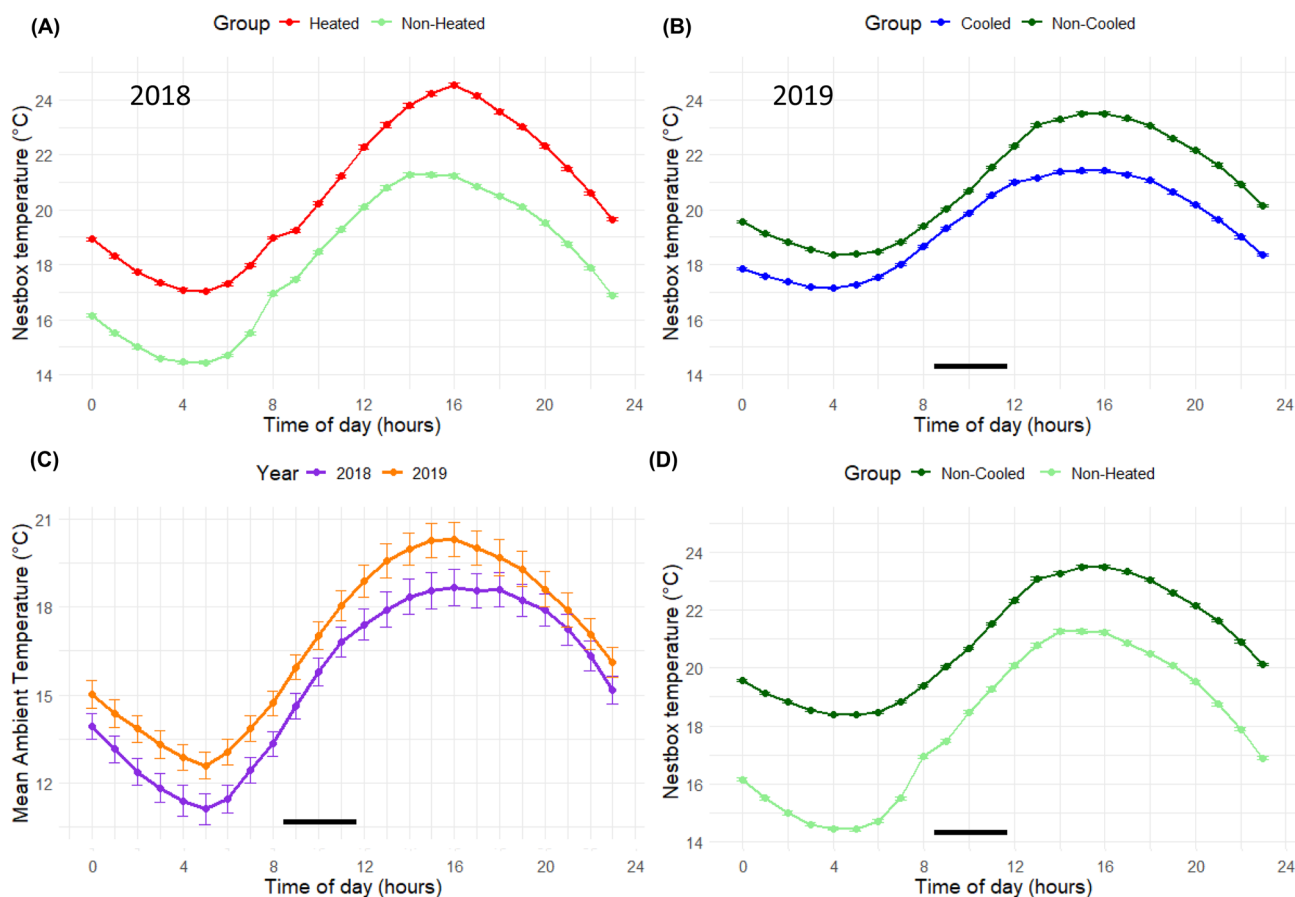 (A)
Group Heated Non-Heated
2018
Nestbox temperature (°C)
24
22
20
18
16
14
0 4 8 12 16 20 24
Time of day (hours)
(B)
Group Cooled Non-Cooled
2019
Nestbox temperature (°C)
24
22
20
18
16
14
0 4 8 12 16 20 24
Time of day (hours)
(C)
Year 2018 2019
Mean Ambient Temperature (°C)
21
18
15
12
0 4 8 12 16 20 24
Time of day (hours)
(D)
Group Non-Cooled Non-Heated
Nestbox temperature (°C)
24
22
20
18
16
14
0 4 8 12 16 20 24
Time of day (hours)